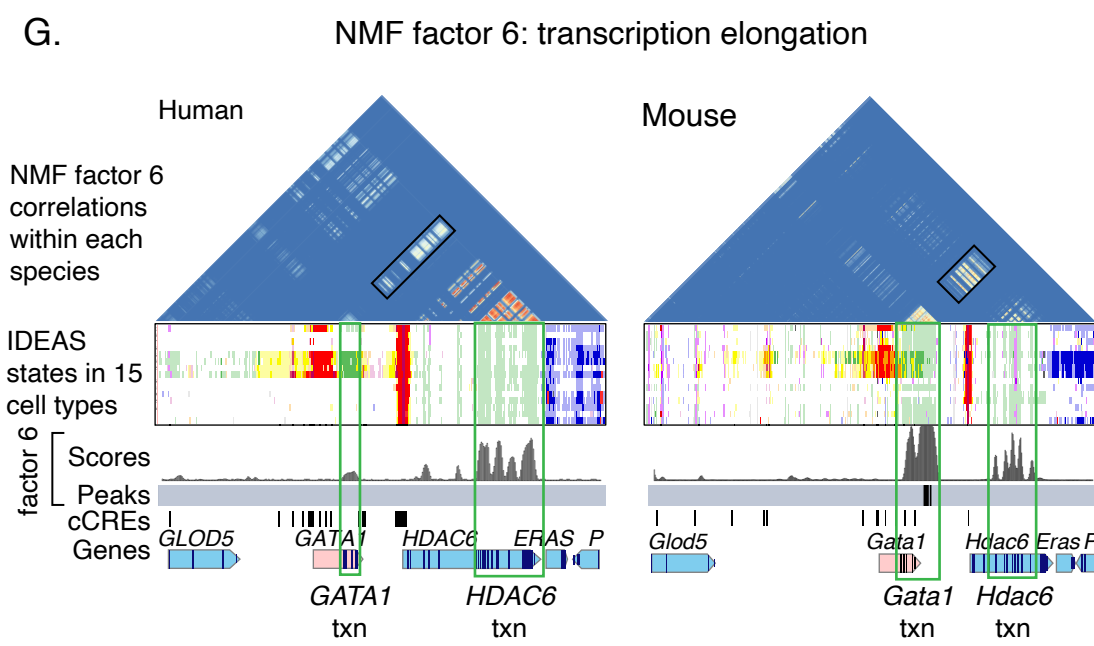 G.
NMF factor 6: transcription elongation
Human
Mouse
NMF factor 6
correlations
within each
species
IDEAS
states in 15
cell types
factor 6
Scores
Peaks
cCREs
Genes
GLOD5 GATA1 HDAC6 ERAS P
Glod5 Gata1 Hdac6 Eras P
GATA1
txn
HDAC6
txn
Gata1
txn
Hdac6
txn